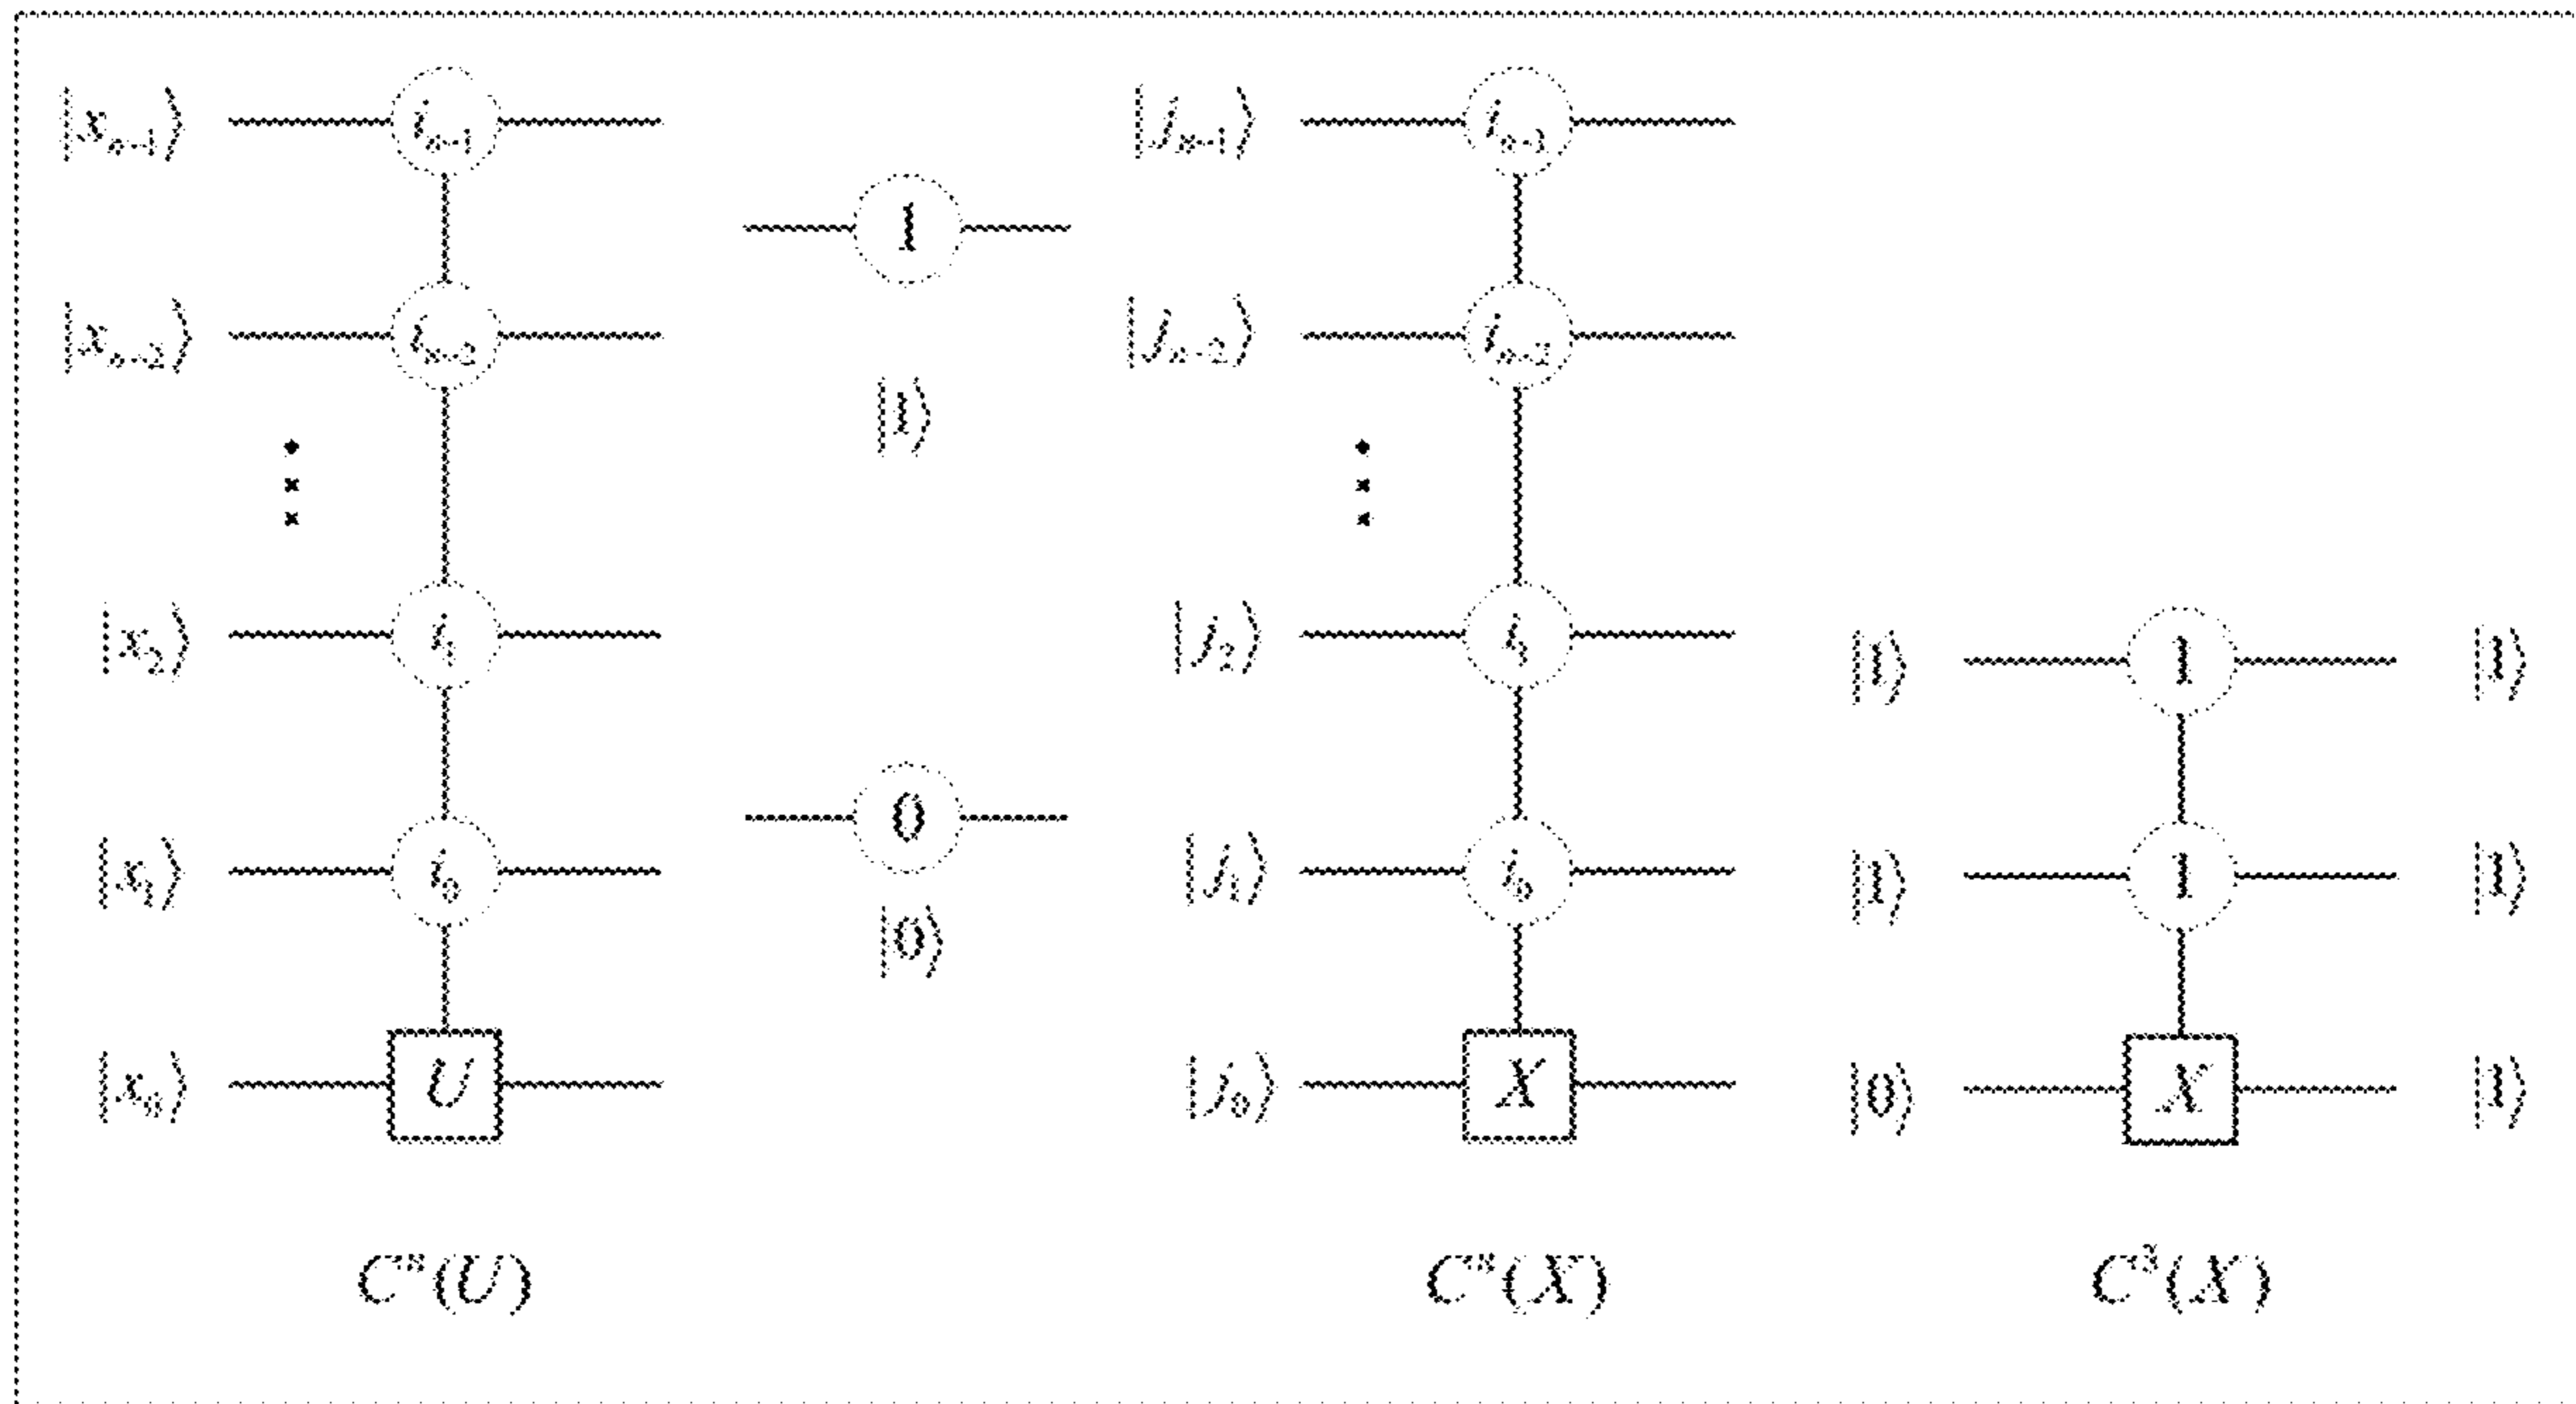 |x_{n-1}⟩ i_{n-1}
|x_{n-2}⟩ i_{n-2}
⋮
|x_2⟩ i_1
|x_1⟩ i_0
|x_0⟩ U
C^n(U)
1
|1⟩
0
|0⟩
|j_{n-1}⟩ i_{n-1}
|j_{n-2}⟩ i_{n-2}
⋮
|j_2⟩ i_1
|j_1⟩ i_0
|j_0⟩ X
C^n(X)
|1⟩ 1 |1⟩
|1⟩ 1 |1⟩
|0⟩ X |1⟩
C^3(X)